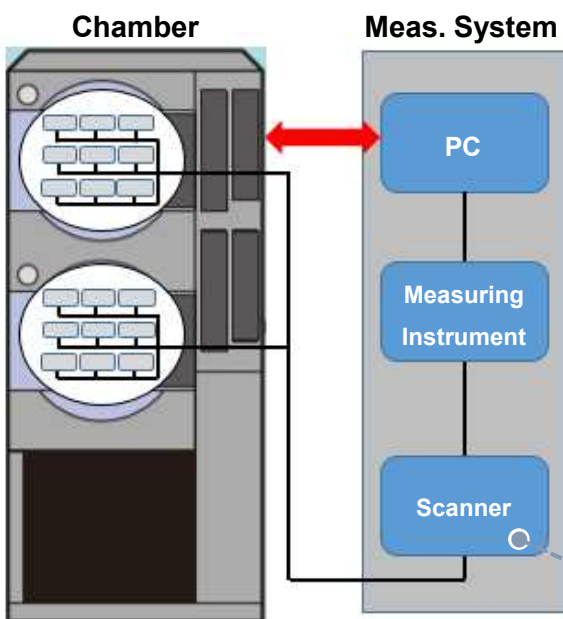 Chamber
Meas. System
PC
Measuring
Instrument
Scanner